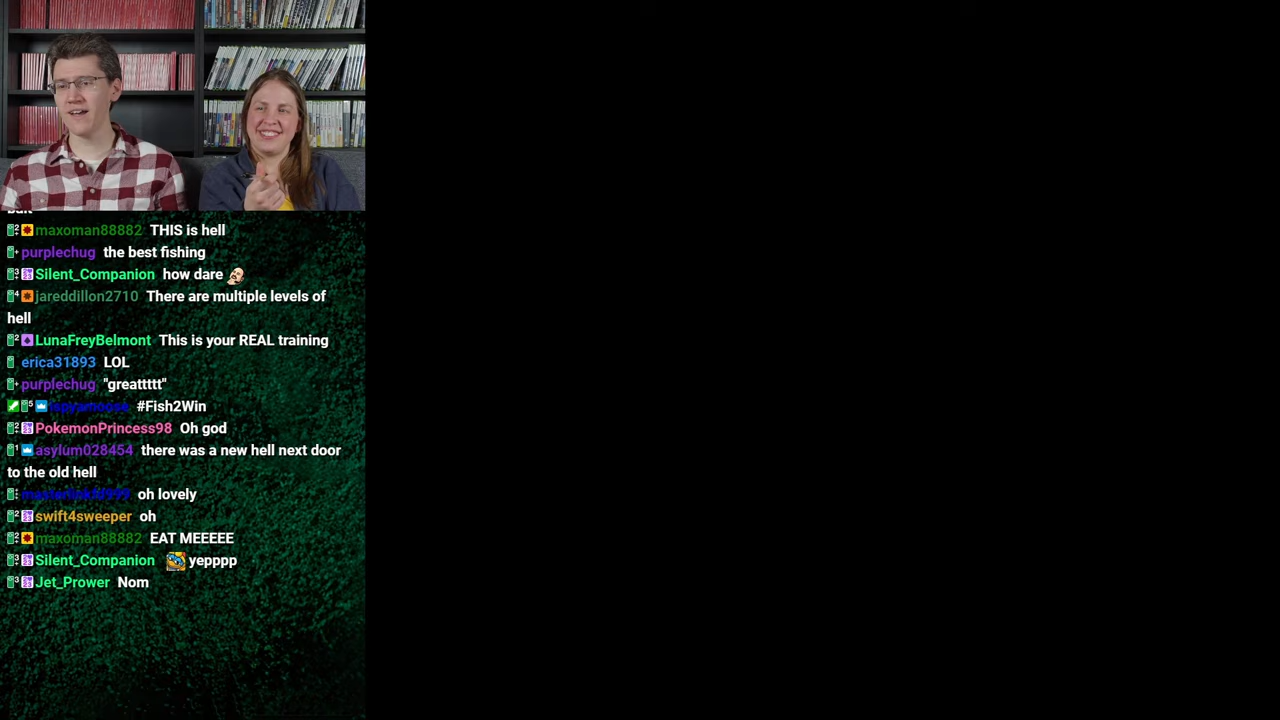 maxoman88882 THIS is hell
purplechug the best fishing
Silent_Companion how dare
jareddillon2710 There are multiple levels of
hell
LunaFreyBelmont This is your REAL training
erica31893 LOL
purplechug "greattttt"
ispyamoose #Fish2Win
PokemonPrincess98 Oh god
asylum028454 there was a new hell next door
to the old hell
oh lovely
swift4sweeper oh
maxoman88882 EAT MEEEEE
Silent_Companion yepppp
Jet_Prower Nom